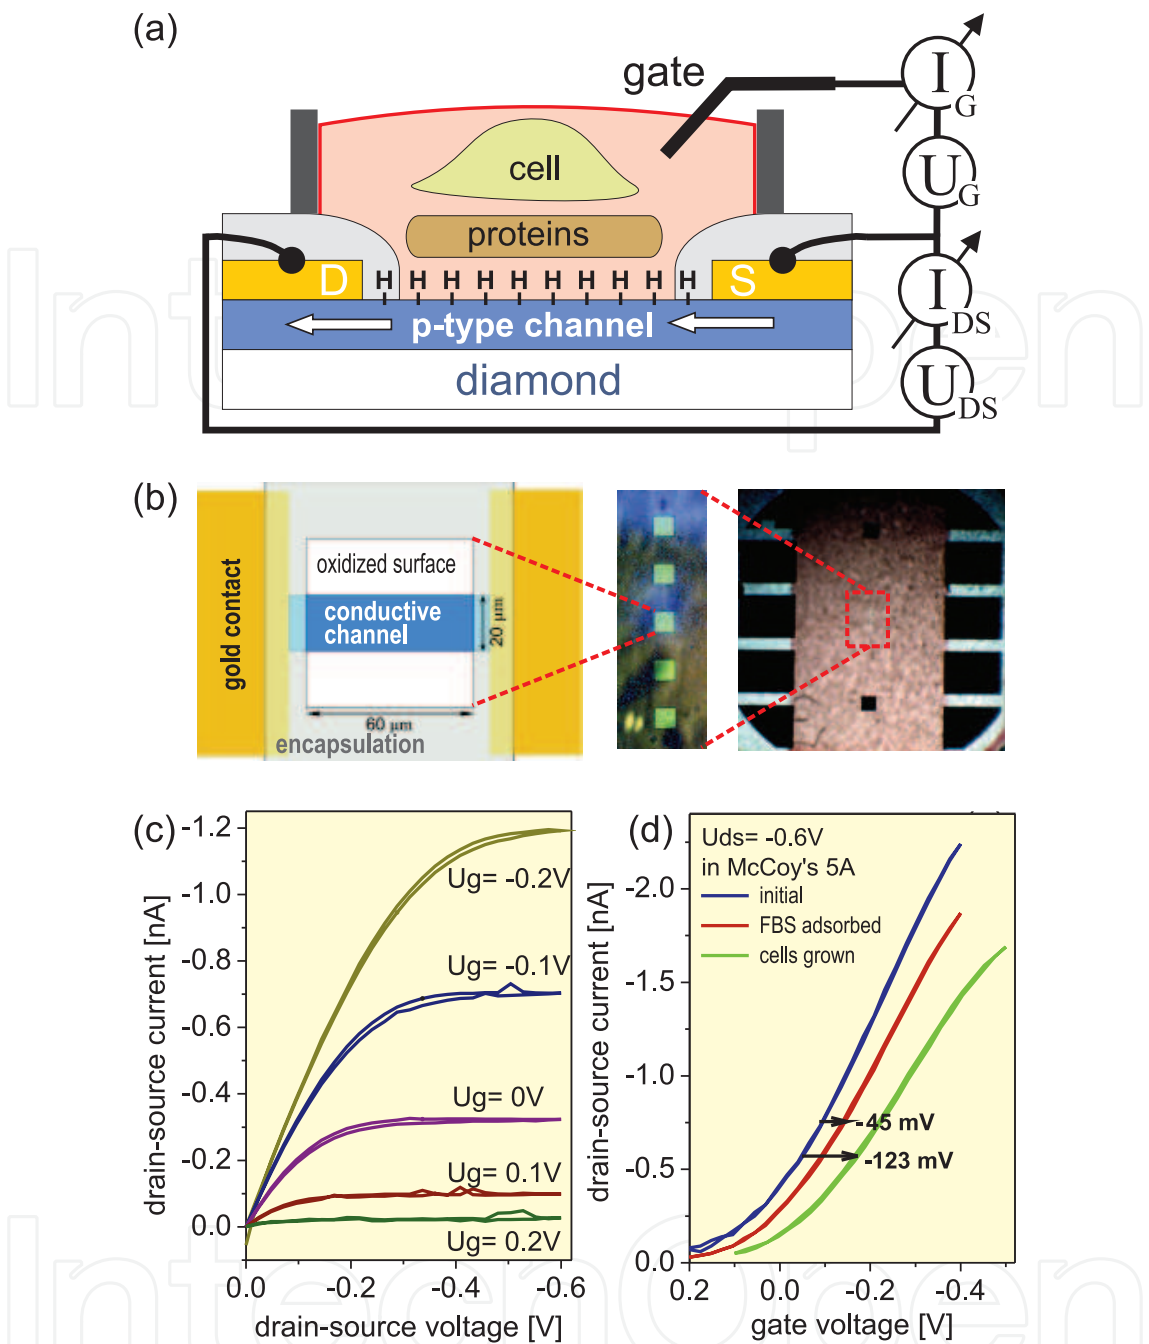 (a)
gate
I
G
U
G
cell
proteins
D
H H H H H H H H H H
S
I
DS
p-type channel
U
DS
diamond
(b)
gold contact
oxidized surface
conductive
channel
20 µm
60 µm
encapsulation
(c)
drain-source current [nA]
-1.2
-1.0
-0.8
-0.6
-0.4
-0.2
0.0
Ug= -0.2V
Ug= -0.1V
Ug= 0V
Ug= 0.1V
Ug= 0.2V
0.0 -0.2 -0.4 -0.6
drain-source voltage [V]
(d)
drain-source current [nA]
-2.0
-1.5
-1.0
-0.5
0.0
Uds= -0.6V
in McCoy's 5A
initial
FBS adsorbed
cells grown
-45 mV
-123 mV
0.2 0.0 -0.2 -0.4
gate voltage [V]
IntechOpen
IntechOpen